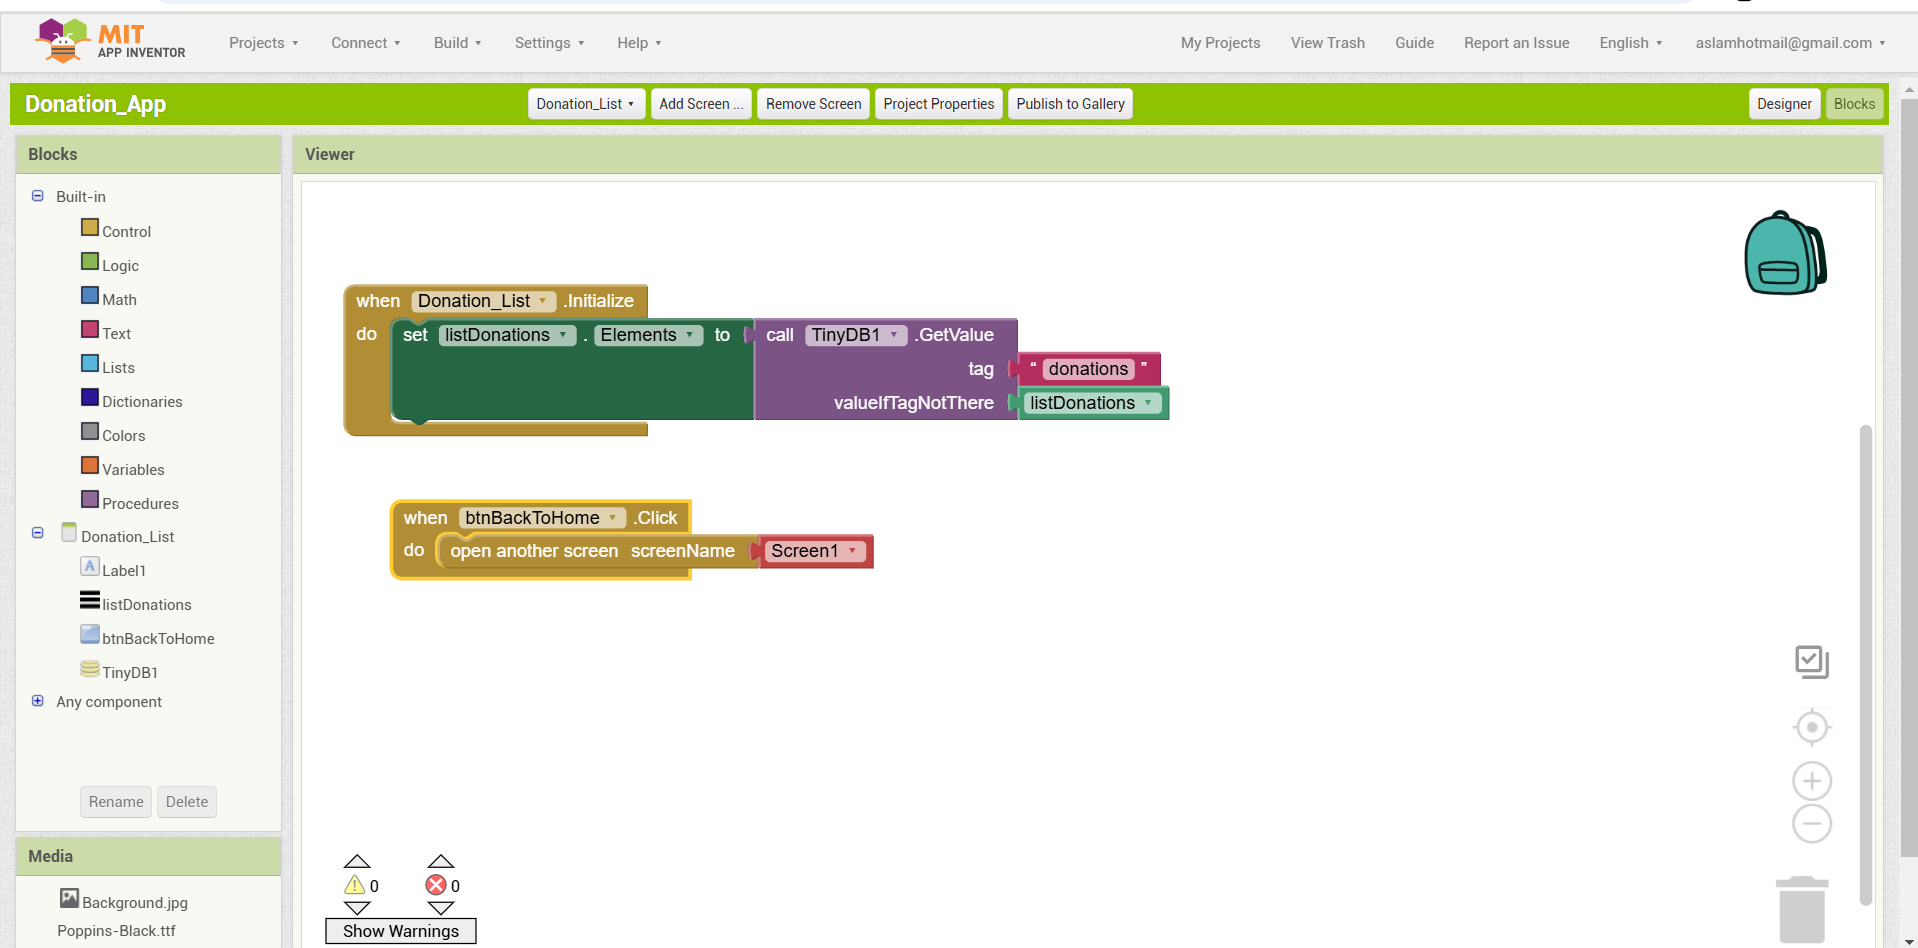 MIT
APP INVENTOR
Projects Connect Build Settings Help My Projects View Trash Guide Report an Issue English aslamhotmail@gmail.com
Donation_App Donation_List Add Screen ... Remove Screen Project Properties Publish to Gallery Designer Blocks
Blocks
Built-in
Control
Logic
Math
Text
Lists
Dictionaries
Colors
Variables
Procedures
Donation_List
Label1
listDonations
btnBackToHome
TinyDB1
Any component
Rename Delete
Media
Background.jpg
Poppins-Black.ttf
Viewer
when Donation_List .Initialize
do set listDonations . Elements to call TinyDB1 .GetValue
tag “ donations ”
valueIfTagNotThere listDonations
when btnBackToHome .Click
do open another screen screenName Screen1
0 0
Show Warnings